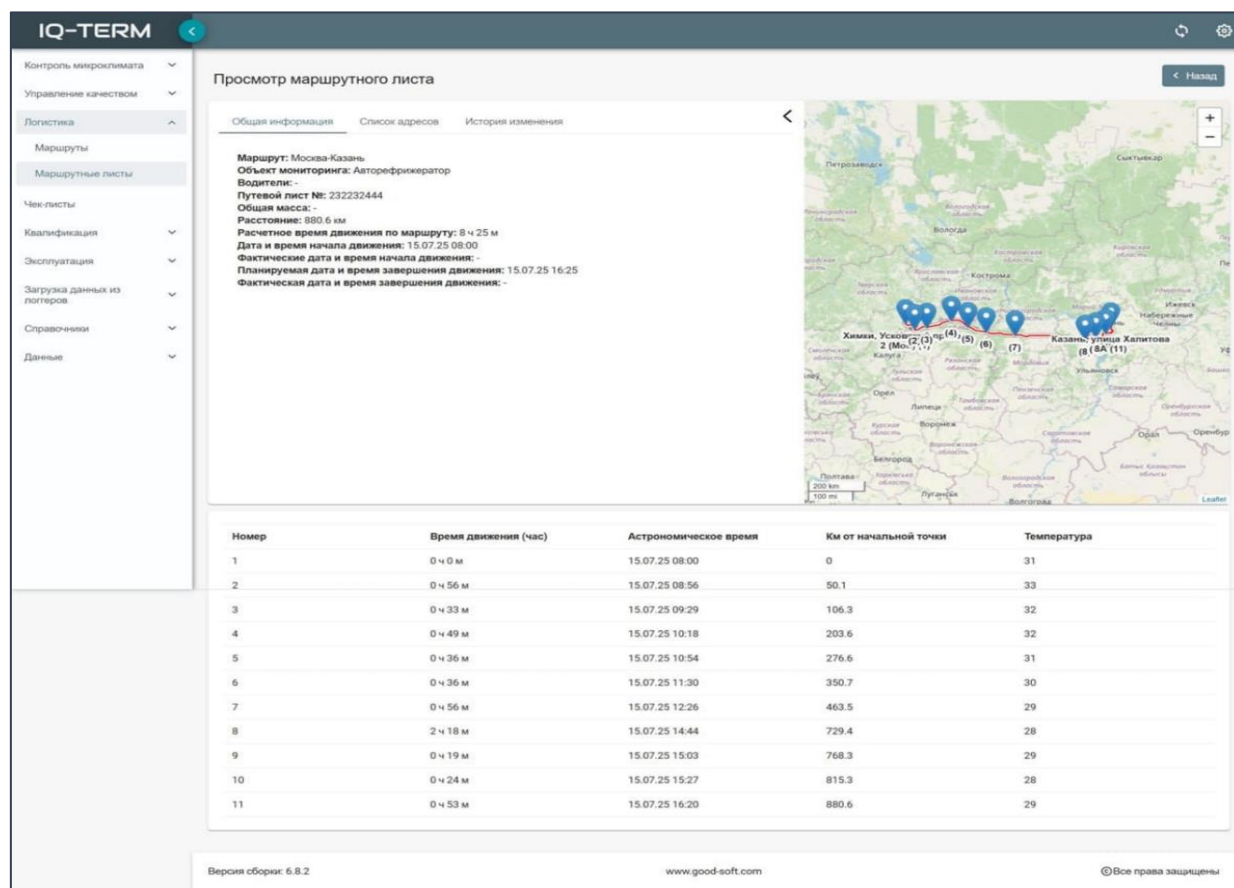 IQ-TERM
Контроль микроклимата
Управление качеством
Логистика
Маршруты
Маршрутные листы
Чек-листы
Квалификация
Эксплуатация
Загрузка данных из
логгеров
Справочники
Данные
Просмотр маршрутного листа
Назад
Общая информация Список адресов История изменения
Маршрут: Москва-Казань
Объект мониторинга: Авторефрижератор
Водители: -
Путевой лист №: 232232444
Общая масса: -
Расстояние: 880.6 км
Расчетное время движения по маршруту: 8 ч 25 м
Дата и время начала движения: 15.07.25 08:00
Фактические дата и время начала движения: -
Планируемая дата и время завершения движения: 15.07.25 16:25
Фактическая дата и время завершения движения: -
+
−
Петрозаводск
Сыктывкар
Вологодская
область
Вологда
Кострома
Ижевск
Набережные
Челны
Химки,
(3) (4) (5) (6) (7)
Казань, улица Халитова
(8А (11)
Калуга
Ульяновск
Орёл
Липецк
Воронеж
Белгород
Орал
Полтава
Луганск
Волгоград
200 km
100 mi
Leaflet
Номер Время движения (час) Астрономическое время Км от начальной точки Температура
1 0 ч 0 м 15.07.25 08:00 0 31
2 0 ч 56 м 15.07.25 08:56 50.1 33
3 0 ч 33 м 15.07.25 09:29 106.3 32
4 0 ч 49 м 15.07.25 10:18 203.6 32
5 0 ч 36 м 15.07.25 10:54 276.6 31
6 0 ч 36 м 15.07.25 11:30 350.7 30
7 0 ч 56 м 15.07.25 12:26 463.5 29
8 2 ч 18 м 15.07.25 14:44 729.4 28
9 0 ч 19 м 15.07.25 15:03 768.3 29
10 0 ч 24 м 15.07.25 15:27 815.3 28
11 0 ч 53 м 15.07.25 16:20 880.6 29
Версия сборки: 6.8.2 www.good-soft.com ©Все права защищены